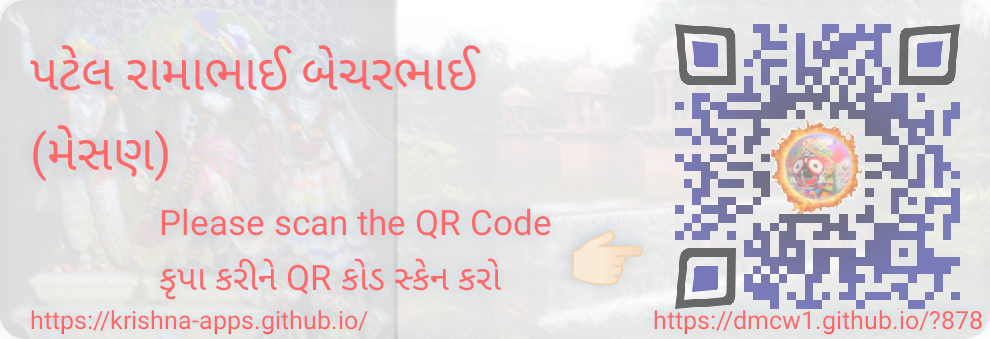 પટેલ રામાભાઈ બેચરભાઈ
(મેસણ)
Please scan the QR Code
કૃપા કરીને QR કોડ સ્કેન કરો
https://krishna-apps.github.io/
https://dmcw1.github.io/?878